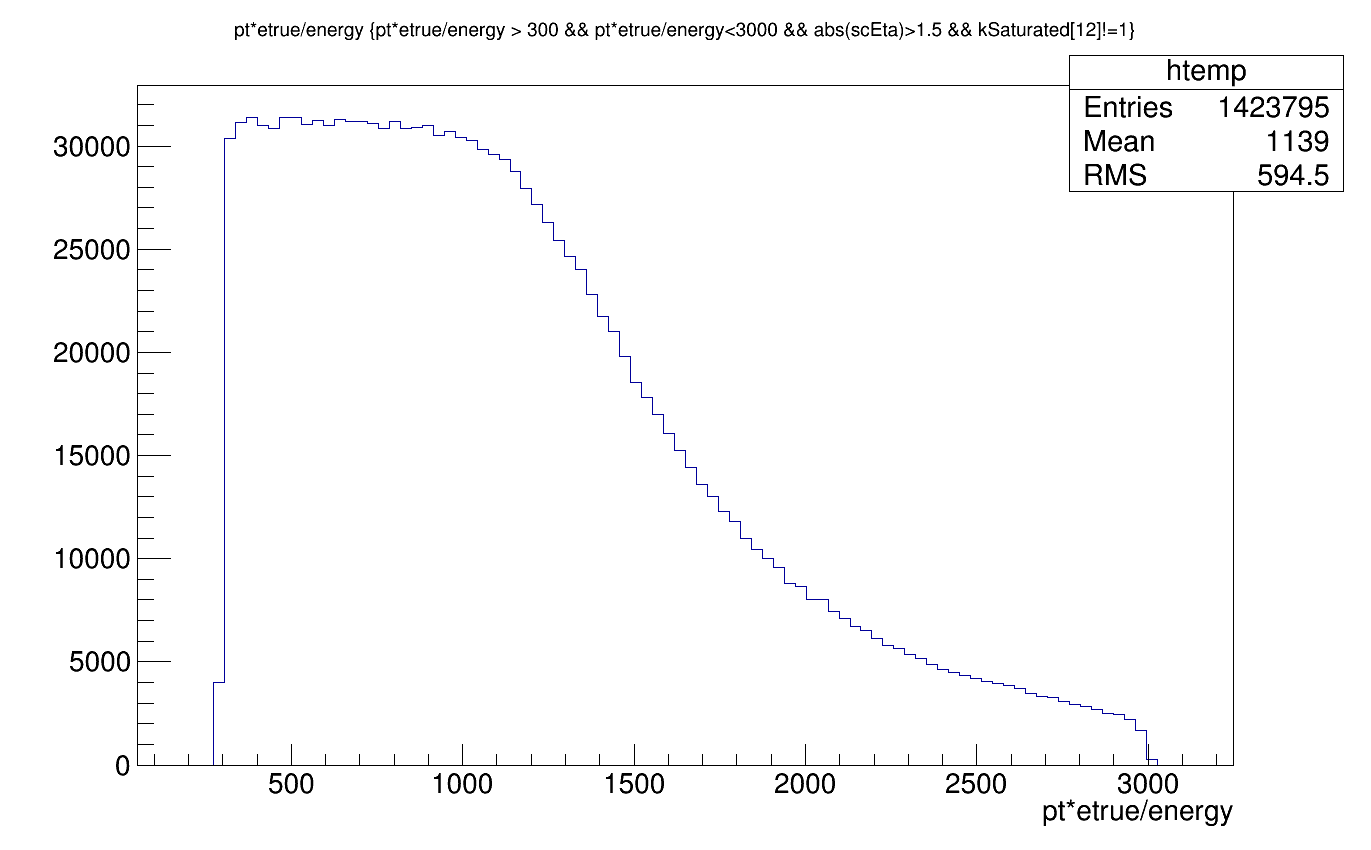 pt*etrue/energy {pt*etrue/energy > 300 && pt*etrue/energy<3000 && abs(scEta)>1.5 && kSaturated[12]!=1}
htemp
Entries 1423795
Mean 1139
RMS 594.5
30000
25000
20000
15000
10000
5000
0
500 1000 1500 2000 2500 3000
pt*etrue/energy